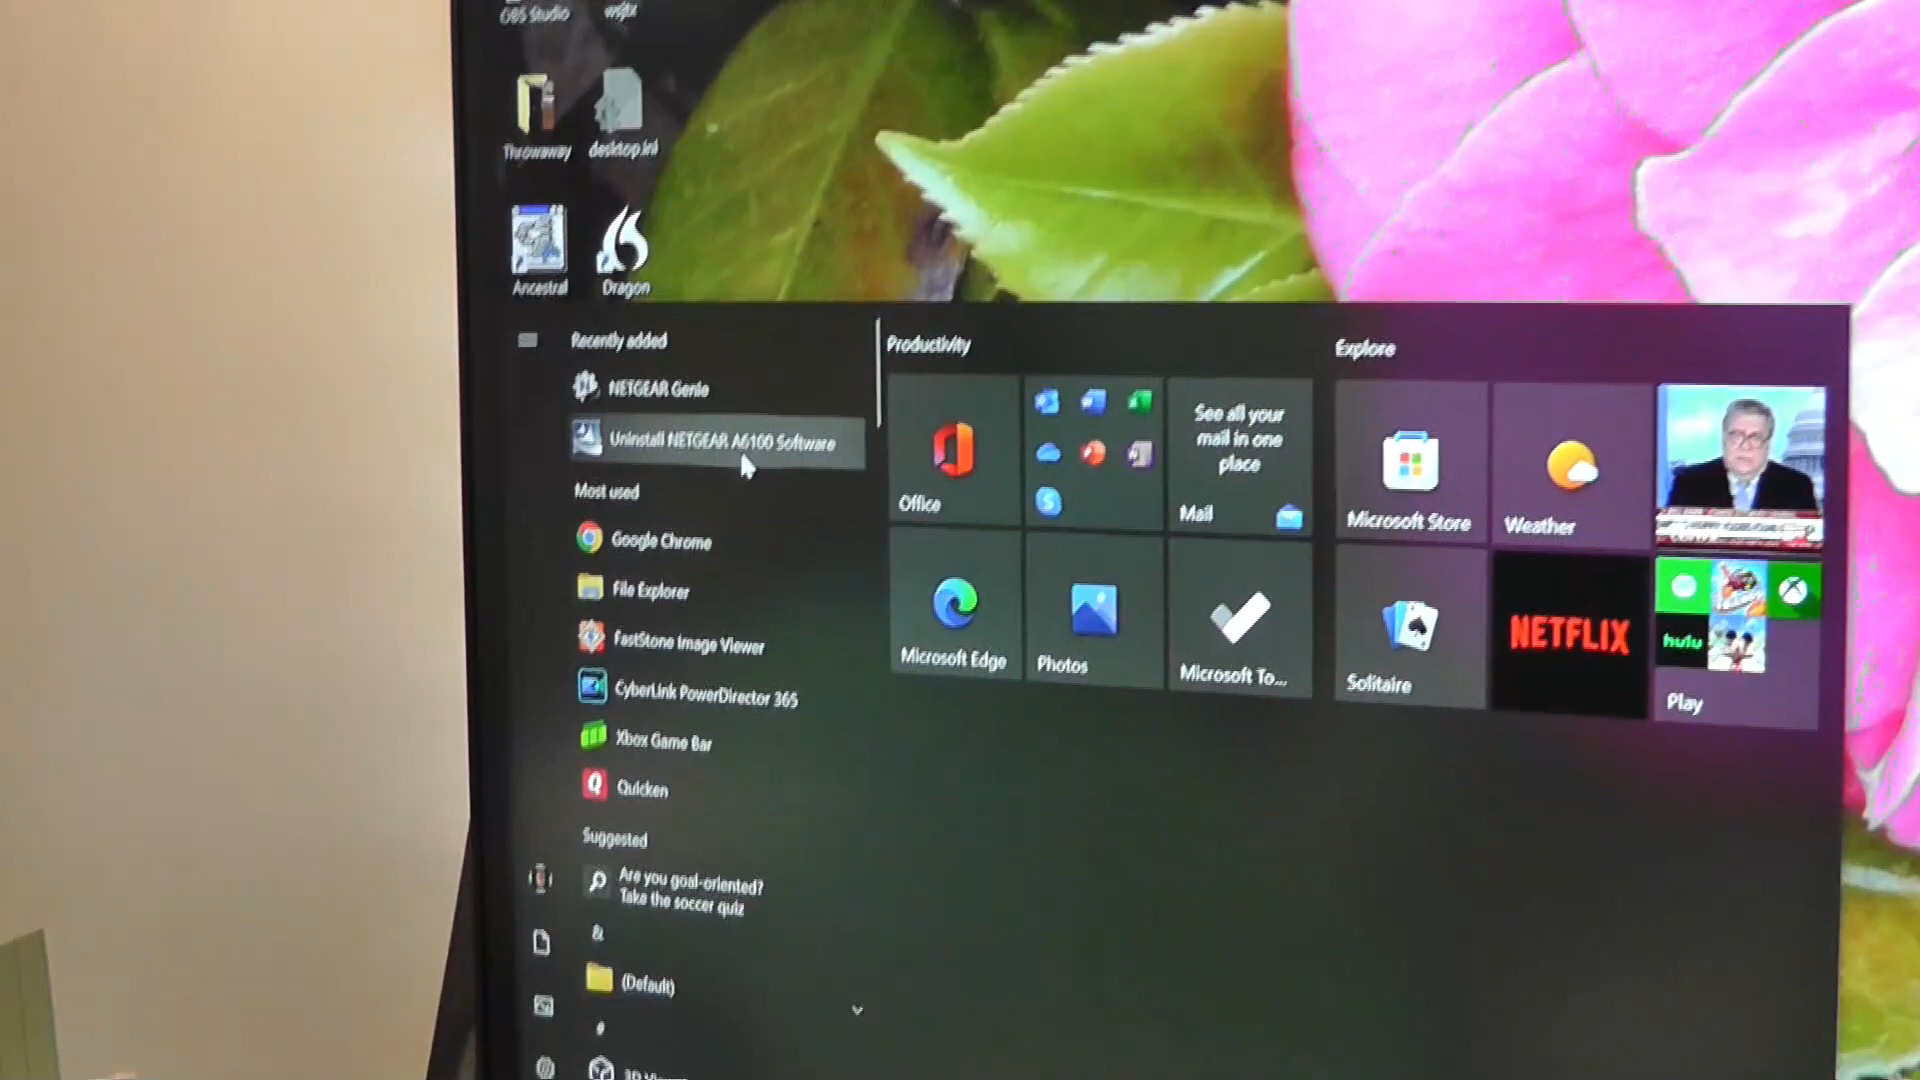 OBS Studio
wsjtx
Throwaway
desktop.ini
Ancestral
Dragon
Recently added
NETGEAR Genie
Uninstall NETGEAR A6100 Software
Most used
Google Chrome
File Explorer
FastStone Image Viewer
CyberLink PowerDirector 365
Xbox Game Bar
Quicken
Suggested
Are you goal-oriented?
Take the soccer quiz
&
(Default)
#
Productivity
Office
See all your
mail in one
place
Mail
Microsoft Edge
Photos
Microsoft To...
Explore
Microsoft Store
Weather
Solitaire
NETFLIX
hulu
Play